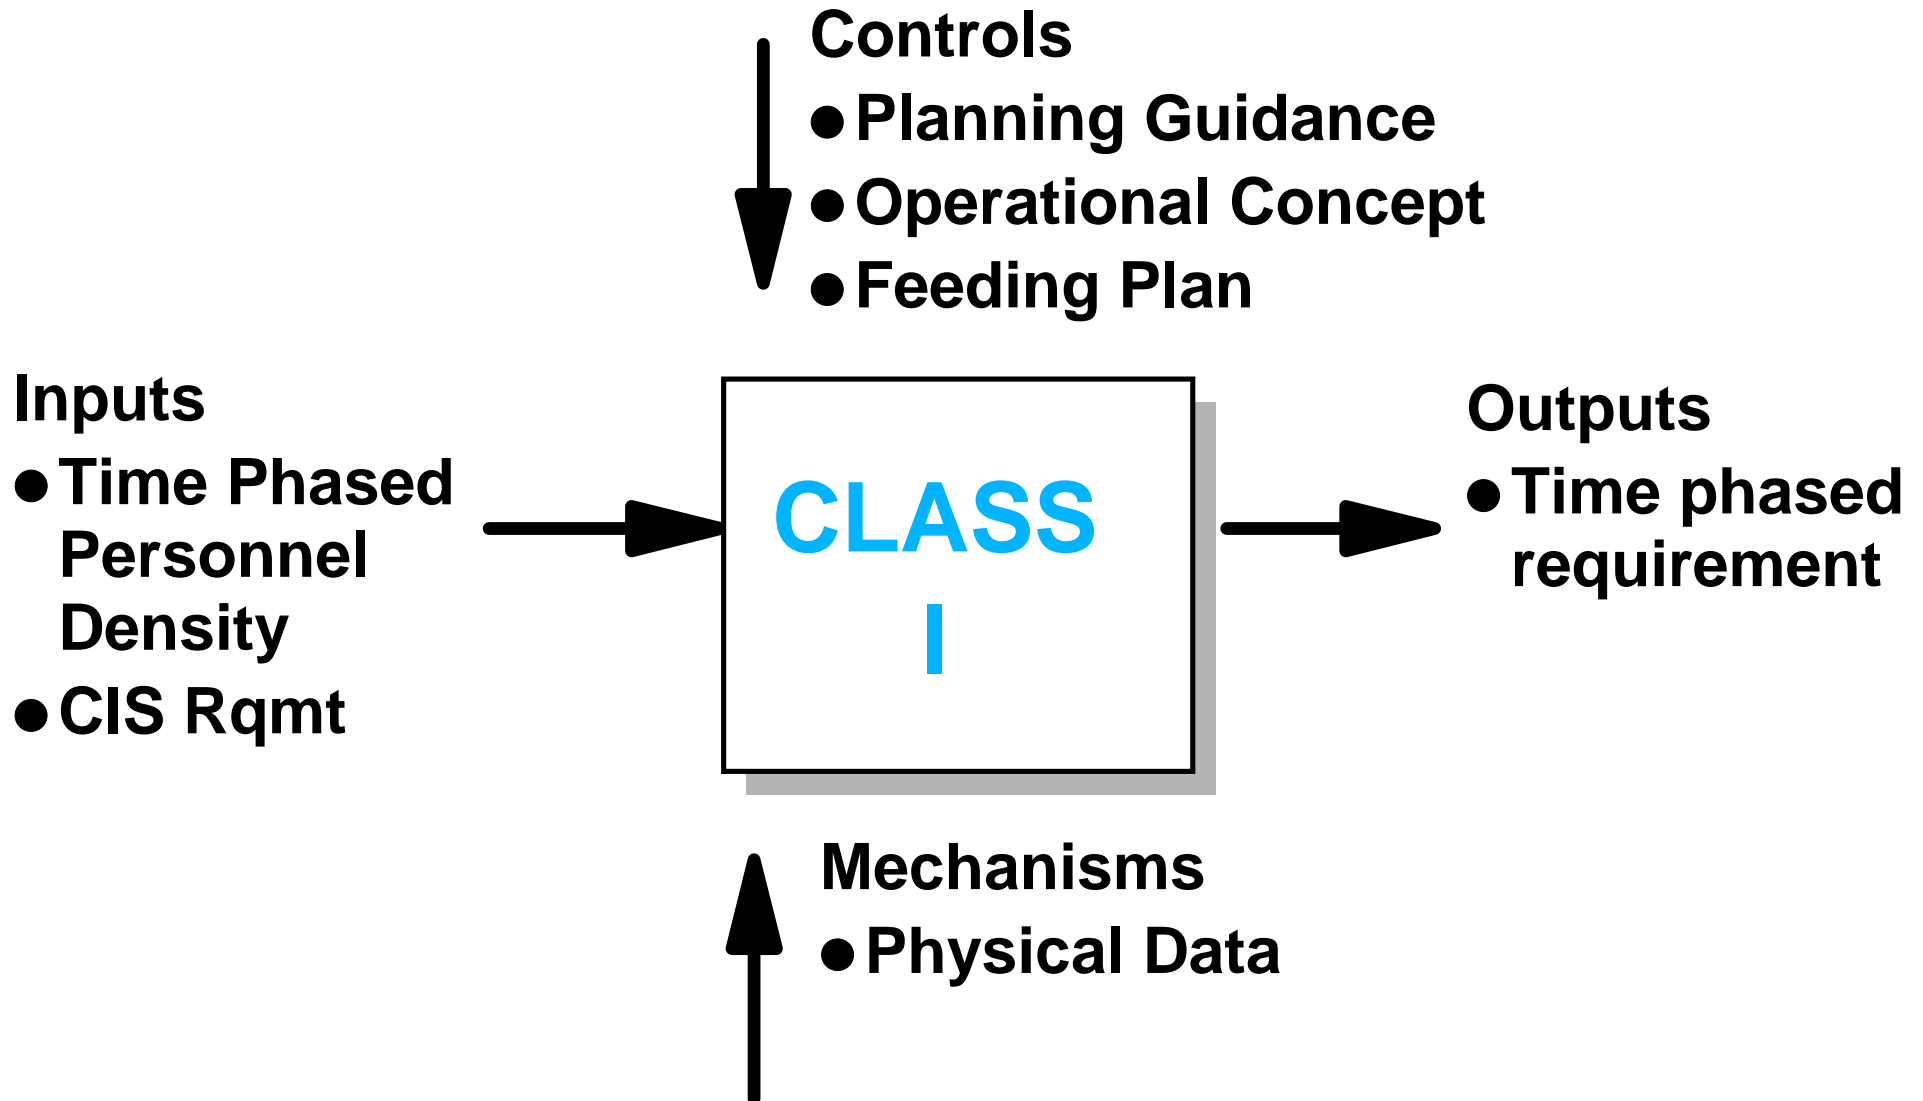 Controls
● Planning Guidance
● Operational Concept
● Feeding Plan
Inputs
● Time Phased
Personnel
Density
● CIS Rqmt
CLASS
I
Outputs
● Time phased
requirement
Mechanisms
● Physical Data